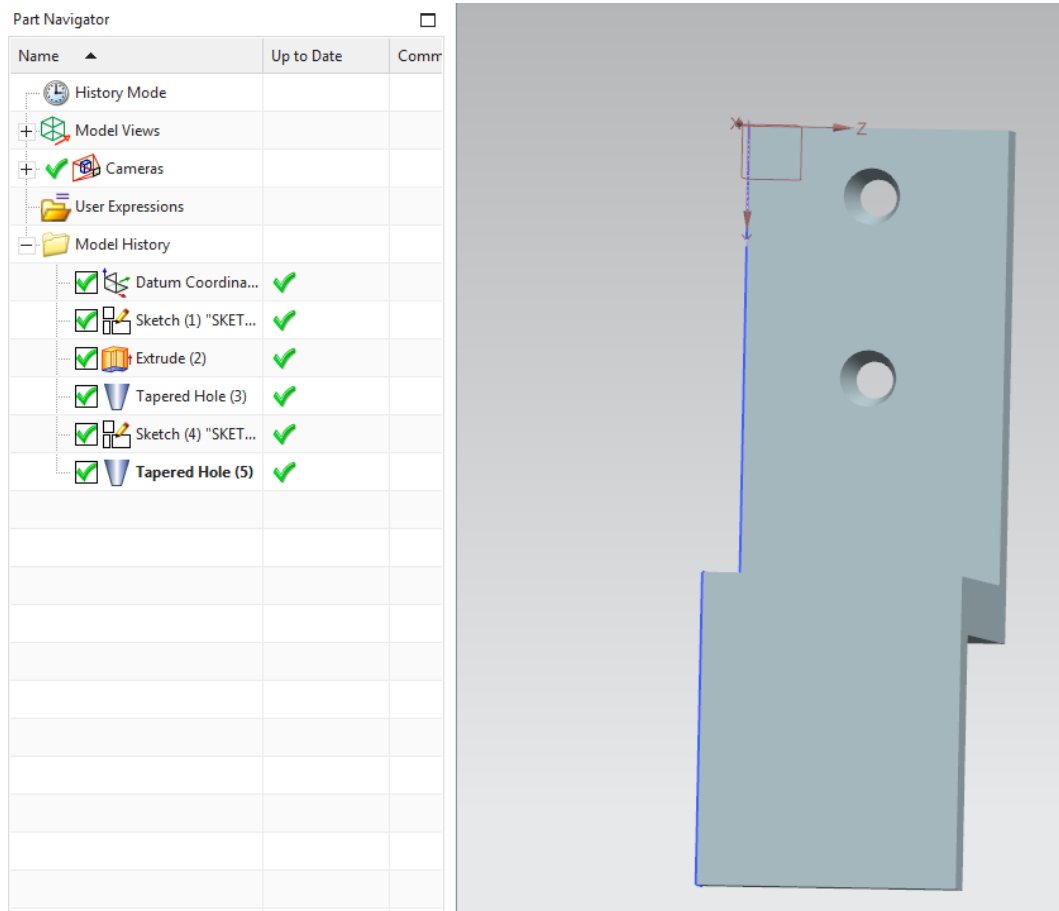 Part Navigator
Name Up to Date Comm
History Mode
Model Views
Cameras
User Expressions
Model History
Datum Coordina...
Sketch (1) "SKET...
Extrude (2)
Tapered Hole (3)
Sketch (4) "SKET...
Tapered Hole (5)
X Z